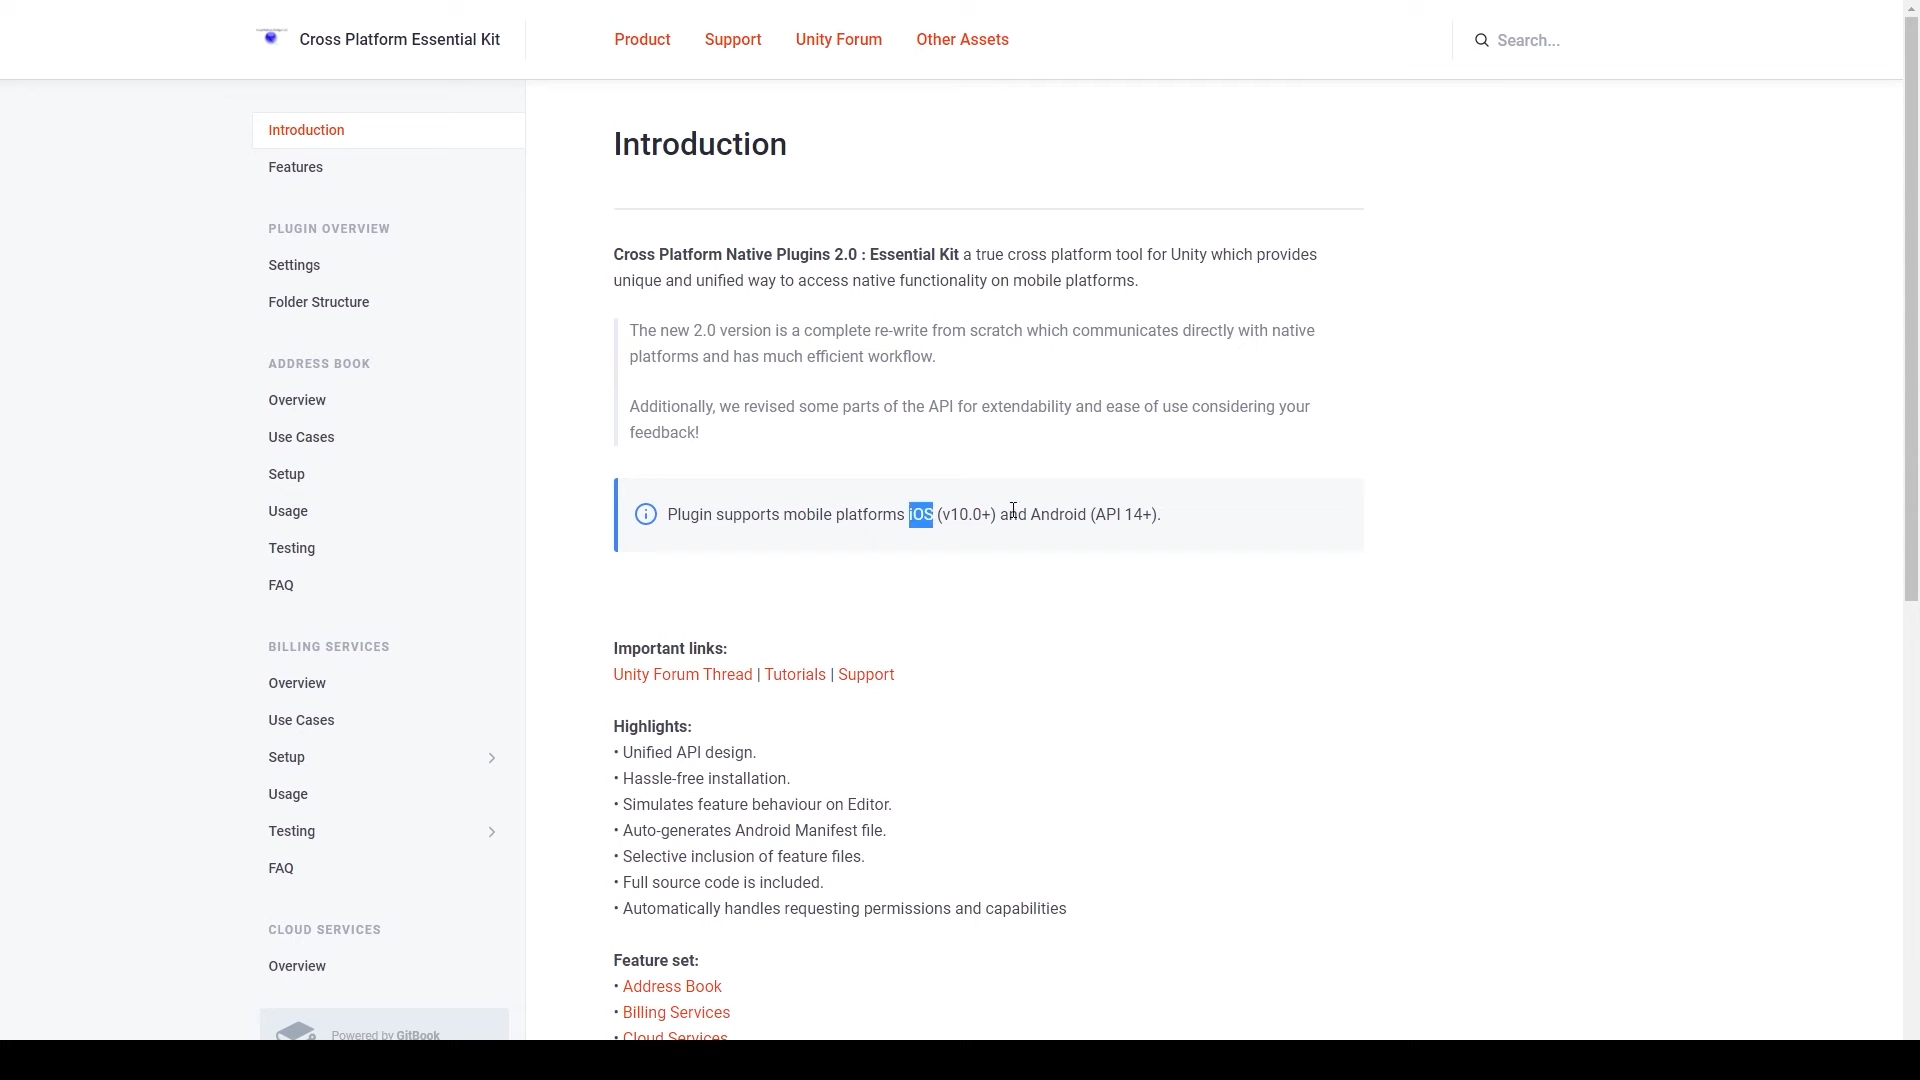 Cross Platform Essential Kit
Product
Support
Unity Forum
Other Assets
Search...
Introduction
Features
PLUGIN OVERVIEW
Settings
Folder Structure
ADDRESS BOOK
Overview
Use Cases
Setup
Usage
Testing
FAQ
BILLING SERVICES
Overview
Use Cases
Setup
Usage
Testing
FAQ
CLOUD SERVICES
Overview
Powered by GitBook
Introduction
Cross Platform Native Plugins 2.0 : Essential Kit a true cross platform tool for Unity which provides
unique and unified way to access native functionality on mobile platforms.
The new 2.0 version is a complete re-write from scratch which communicates directly with native
platforms and has much efficient workflow.
Additionally, we revised some parts of the API for extendability and ease of use considering your
feedback!
Plugin supports mobile platforms iOS (v10.0+) and Android (API 14+).
Important links:
Unity Forum Thread | Tutorials | Support
Highlights:
• Unified API design.
• Hassle-free installation.
• Simulates feature behaviour on Editor.
• Auto-generates Android Manifest file.
• Selective inclusion of feature files.
• Full source code is included.
• Automatically handles requesting permissions and capabilities
Feature set:
• Address Book
• Billing Services
• Cloud Services